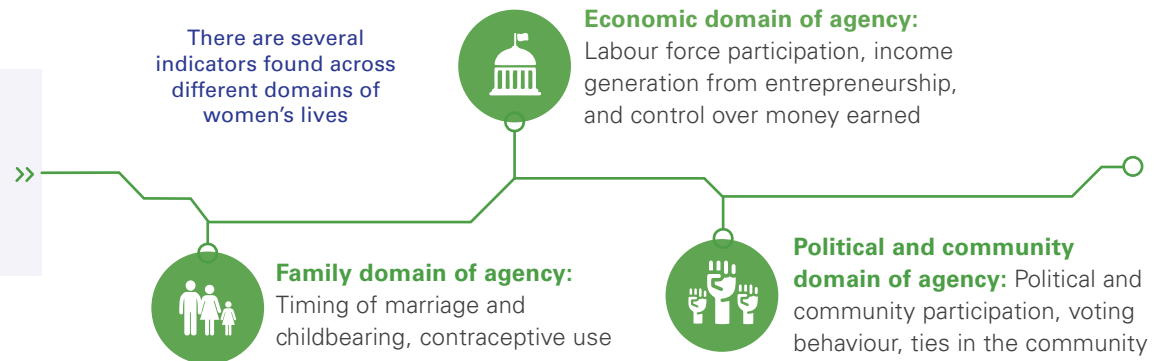 There are several
indicators found across
different domains of
women's lives
Economic domain of agency:
Labour force participation, income
generation from entrepreneurship,
and control over money earned
Family domain of agency:
Timing of marriage and
childbearing, contraceptive use
Political and community
domain of agency: Political and
community participation, voting
behaviour, ties in the community